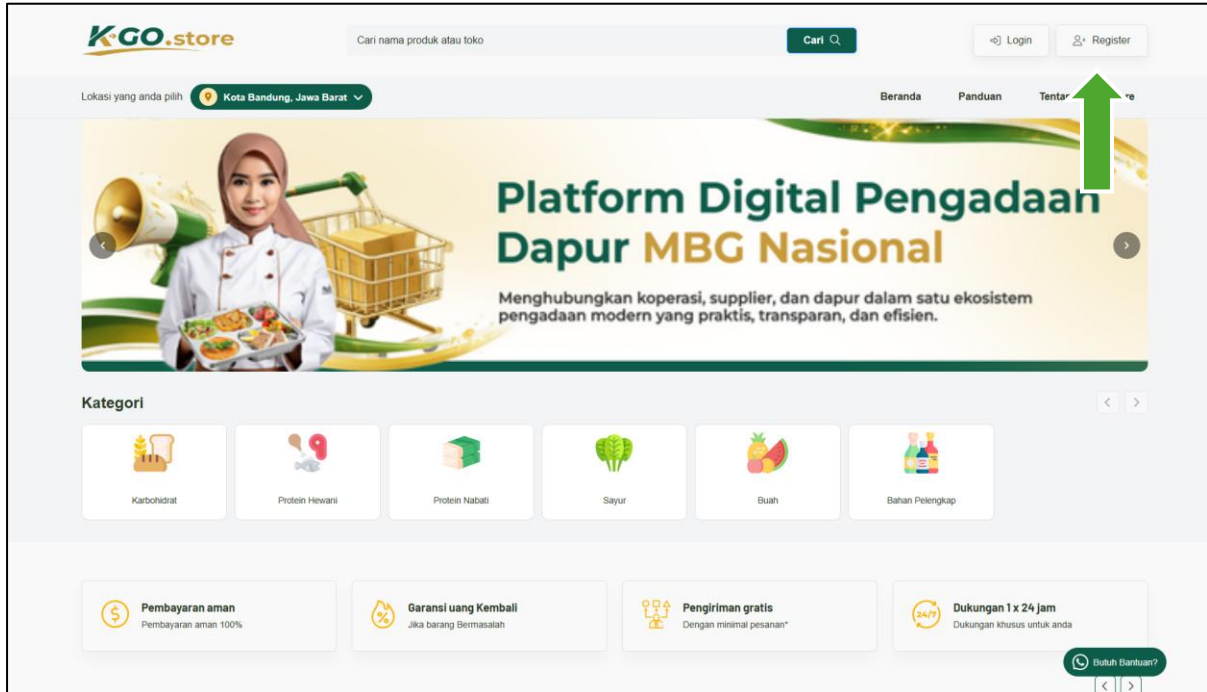 K-GO.store
Cari nama produk atau toko
Cari
Login
Register
Lokasi yang anda pilih
Kota Bandung, Jawa Barat
Beranda
Panduan
Platform Digital Pengadaan
Dapur MBG Nasional
Menghubungkan koperasi, supplier, dan dapur dalam satu ekosistem
pengadaan modern yang praktis, transparan, dan efisien.
Kategori
Karbohidrat
Protein Hewani
Protein Nabati
Sayur
Buah
Bahan Pelengkap
Pembayaran aman
Pembayaran aman 100%
Garansi uang Kembali
Jika barang Bermasalah
Pengiriman gratis
Dengan minimal pesanan*
24/7
Dukungan 1 x 24 jam
Dukungan khusus untuk anda
Butuh Bantuan?